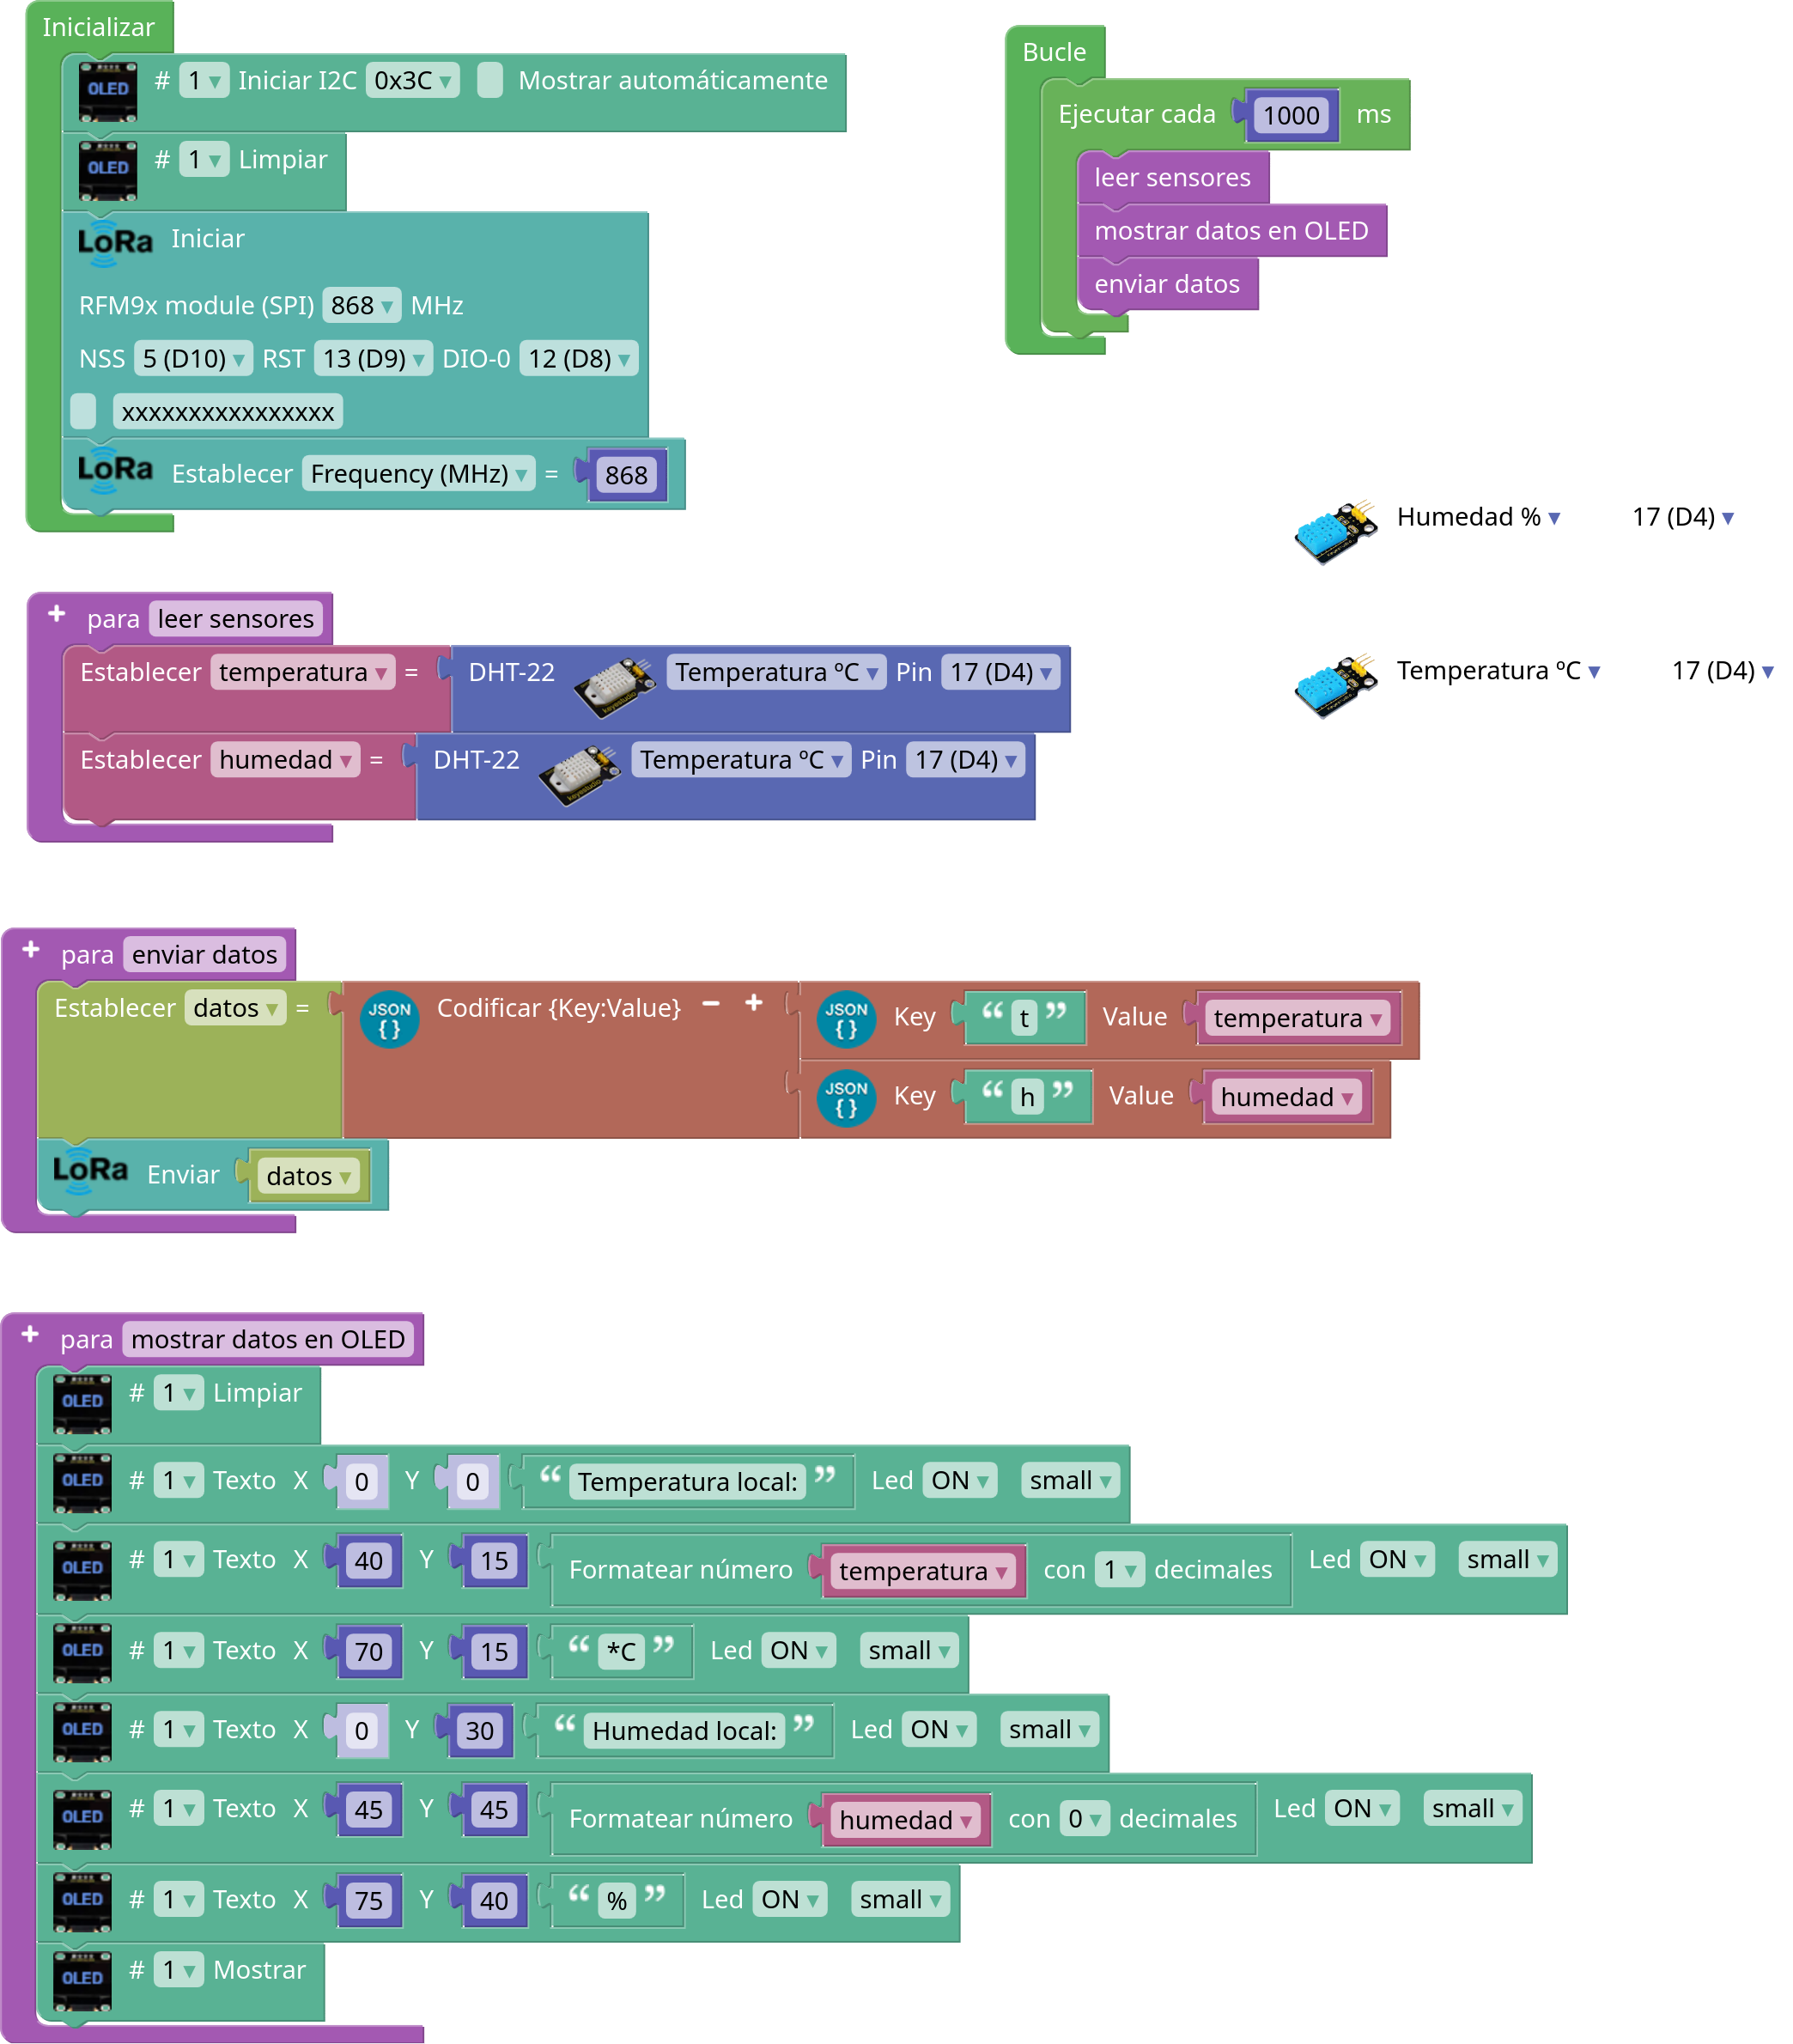 Inicializar
OLED # 1 ▾ Iniciar I2C 0x3C ▾ Mostrar automáticamente
OLED # 1 ▾ Limpiar
LoRa Iniciar
RFM9x module (SPI) 868 ▾ MHz
NSS 5 (D10) ▾ RST 13 (D9) ▾ DIO-0 12 (D8) ▾
xxxxxxxxxxxxxxxx
LoRa Establecer Frequency (MHz) ▾ = 868
Bucle
Ejecutar cada 1000 ms
leer sensores
mostrar datos en OLED
enviar datos
Humedad % ▾ 17 (D4) ▾
Temperatura ºC ▾ 17 (D4) ▾
+ para leer sensores
Establecer temperatura ▾ = DHT-22 keyestudio Temperatura ºC ▾ Pin 17 (D4) ▾
Establecer humedad ▾ = DHT-22 keyestudio Temperatura ºC ▾ Pin 17 (D4) ▾
+ para enviar datos
Establecer datos ▾ = JSON { } Codificar {Key:Value} − + JSON { } Key “ t ” Value temperatura ▾
JSON { } Key “ h ” Value humedad ▾
LoRa Enviar datos ▾
+ para mostrar datos en OLED
OLED # 1 ▾ Limpiar
OLED # 1 ▾ Texto X 0 Y 0 “ Temperatura local: ” Led ON ▾ small ▾
OLED # 1 ▾ Texto X 40 Y 15 Formatear número temperatura ▾ con 1 ▾ decimales Led ON ▾ small ▾
OLED # 1 ▾ Texto X 70 Y 15 “ *C ” Led ON ▾ small ▾
OLED # 1 ▾ Texto X 0 Y 30 “ Humedad local: ” Led ON ▾ small ▾
OLED # 1 ▾ Texto X 45 Y 45 Formatear número humedad ▾ con 0 ▾ decimales Led ON ▾ small ▾
OLED # 1 ▾ Texto X 75 Y 40 “ % ” Led ON ▾ small ▾
OLED # 1 ▾ Mostrar